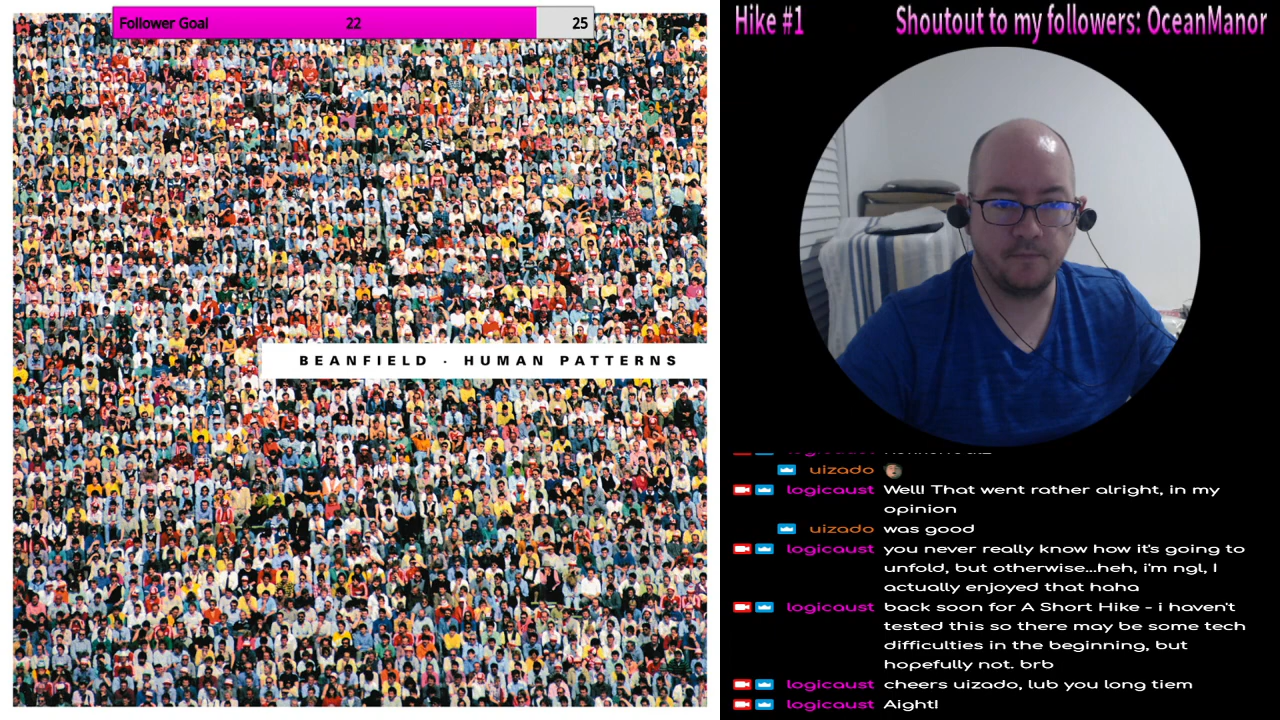 Follower Goal 22 25
BEANFIELD · HUMAN PATTERNS
Hike #1 Shoutout to my followers: OceanManor
uizado
logicaust Well! That went rather alright, in my
opinion
uizado was good
logicaust you never really know how it's going to
unfold, but otherwise...heh, i'm ngl, I
actually enjoyed that haha
logicaust back soon for A Short Hike - i haven't
tested this so there may be some tech
difficulties in the beginning, but
hopefully not. brb
logicaust cheers uizado, lub you long tiem
logicaust Aight!